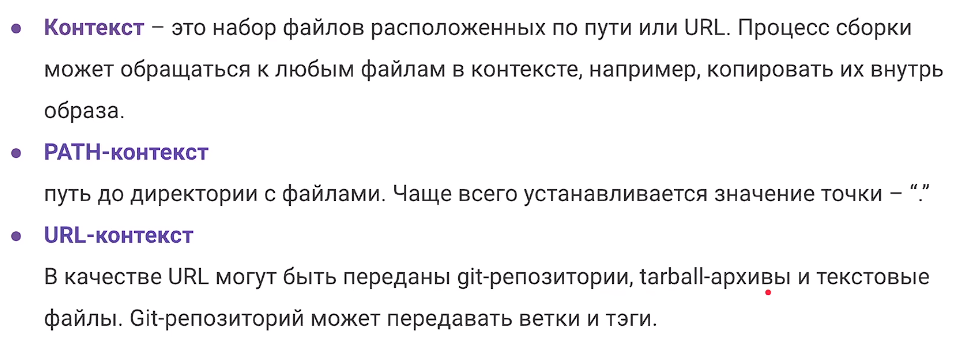 • Контекст – это набор файлов расположенных по пути или URL. Процесс сборки
может обращаться к любым файлам в контексте, например, копировать их внутрь
образа.
• PATH-контекст
путь до директории с файлами. Чаще всего устанавливается значение точки – “.”
• URL-контекст
В качестве URL могут быть переданы git-репозитории, tarball-архивы и текстовые
файлы. Git-репозиторий может передавать ветки и тэги.